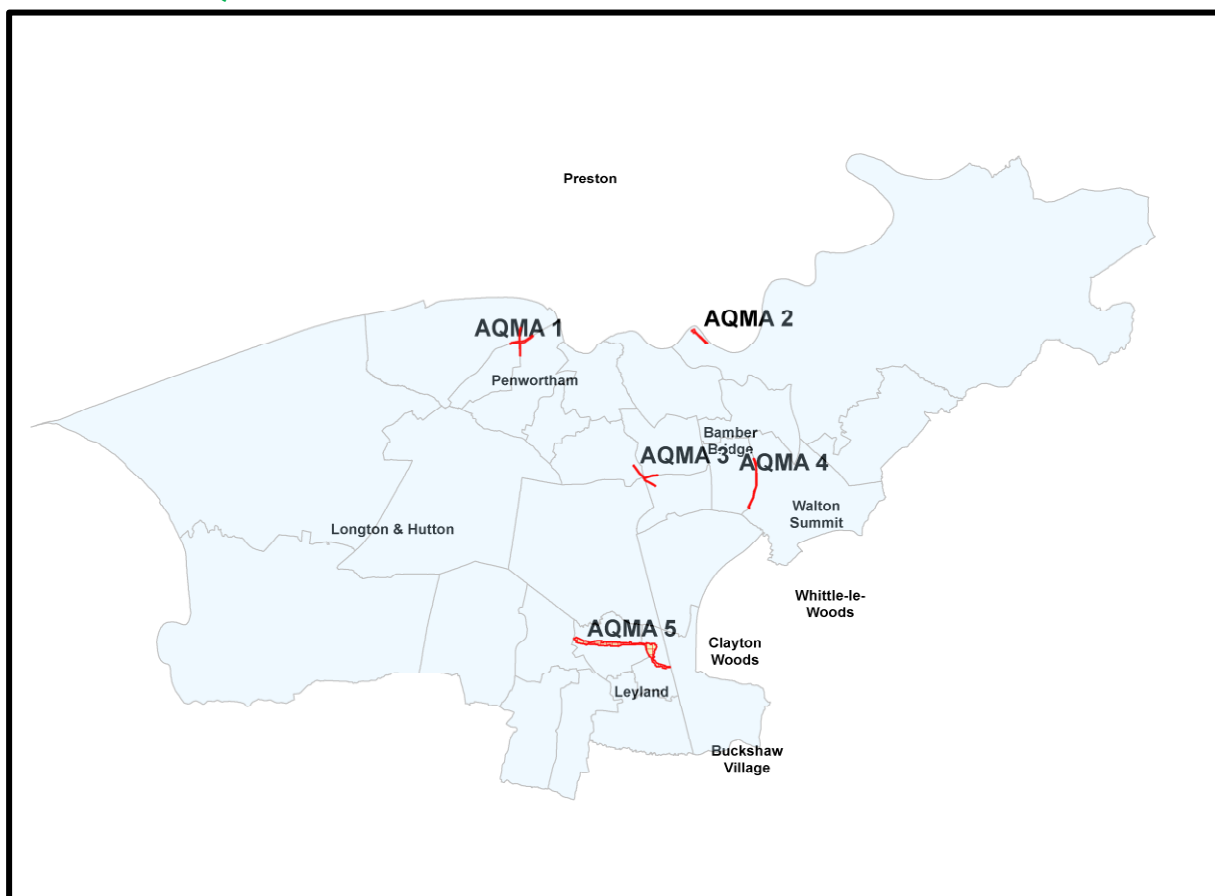 Preston
AQMA 1
AQMA 2
Penwortham
Bamber
Bridge
AQMA 3
AQMA 4
Walton
Summit
Longton & Hutton
Whittle-le-
Woods
AQMA 5
Clayton
Woods
Leyland
Buckshaw
Village